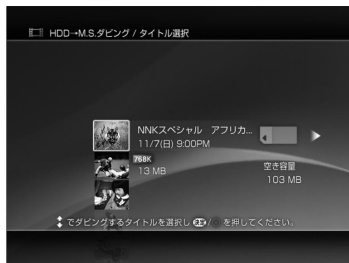 HDD→M.S.ダビング / タイトル選択
NNKスペシャル アフリカ...
11/7(日) 9:00PM
768K
13 MB
空き容量
103 MB
でダビングするタイトルを選択し 決定 / を押してください。